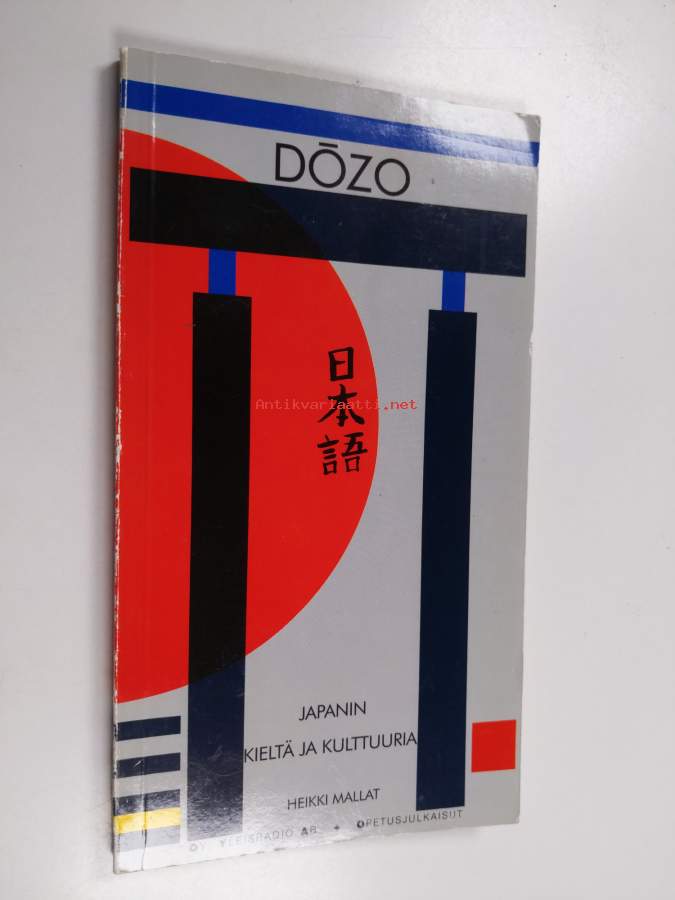 DŌZO
日本語
Antikvariaatti.net
JAPANIN
KIELTÄ JA KULTTUURIA
HEIKKI MALLAT
OY YLEISRADIO AB + OPETUSJULKAISUT